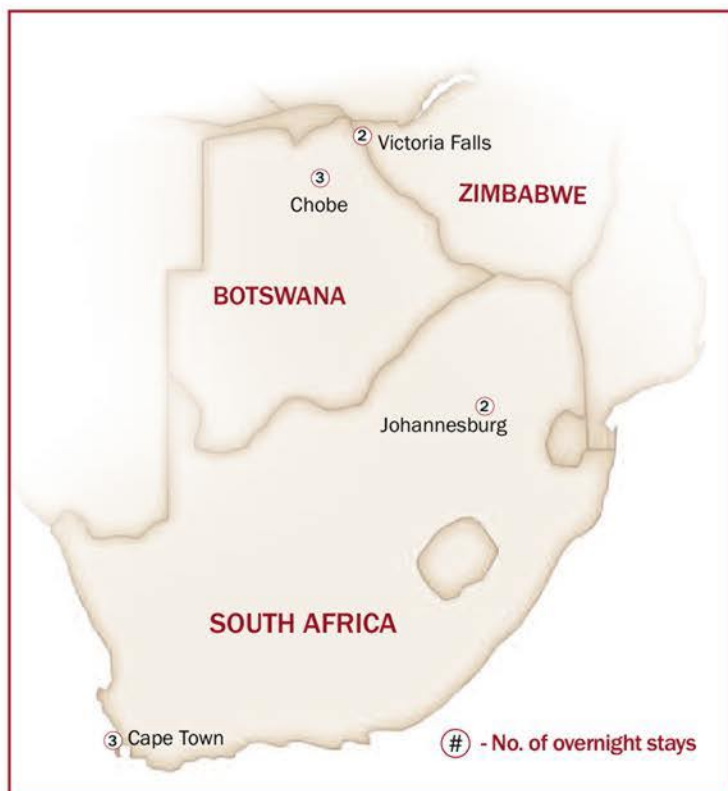 2 Victoria Falls
3
Chobe
ZIMBABWE
BOTSWANA
2
Johannesburg
SOUTH AFRICA
3 Cape Town
# - No. of overnight stays